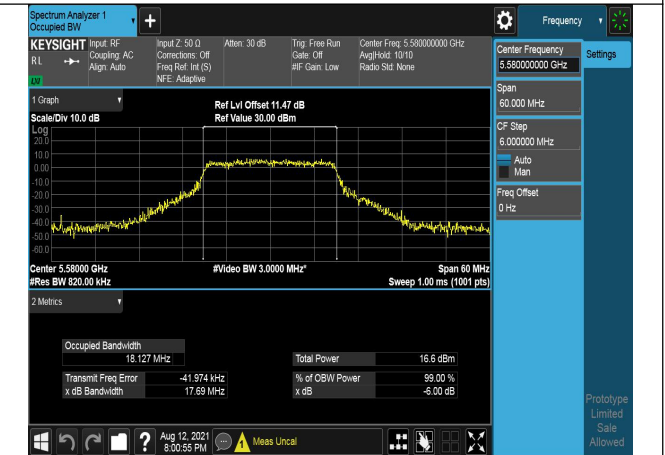 Spectrum Analyzer 1
Occupied BW
Frequency
KEYSIGHT
RL
Input: RF
Coupling: AC
Align: Auto
Input Z: 50 Ω
Corrections: Off
Freq Ref: Int (S)
NFE: Adaptive
Atten: 30 dB
Trig: Free Run
Gate: Off
#IF Gain: Low
Center Freq: 5.580000000 GHz
Avg|Hold: 10/10
Radio Std: None
Center Frequency
5.580000000 GHz
Settings
Span
60.000 MHz
CF Step
6.000000 MHz
Auto
Man
Freq Offset
0 Hz
1 Graph
Scale/Div 10.0 dB
Ref Lvl Offset 11.47 dB
Ref Value 30.00 dBm
Log
20.0
10.0
0.00
-10.0
-20.0
-30.0
-40.0
-50.0
-60.0
Center 5.58000 GHz
#Res BW 820.00 kHz
#Video BW 3.0000 MHz*
Span 60 MHz
Sweep 1.00 ms (1001 pts)
2 Metrics
Occupied Bandwidth
18.127 MHz
Total Power 16.6 dBm
Transmit Freq Error -41.974 kHz
% of OBW Power 99.00 %
x dB Bandwidth 17.69 MHz
x dB -6.00 dB
Prototype
Limited
Sale
Allowed
?
Aug 12, 2021
8:00:55 PM
Meas Uncal